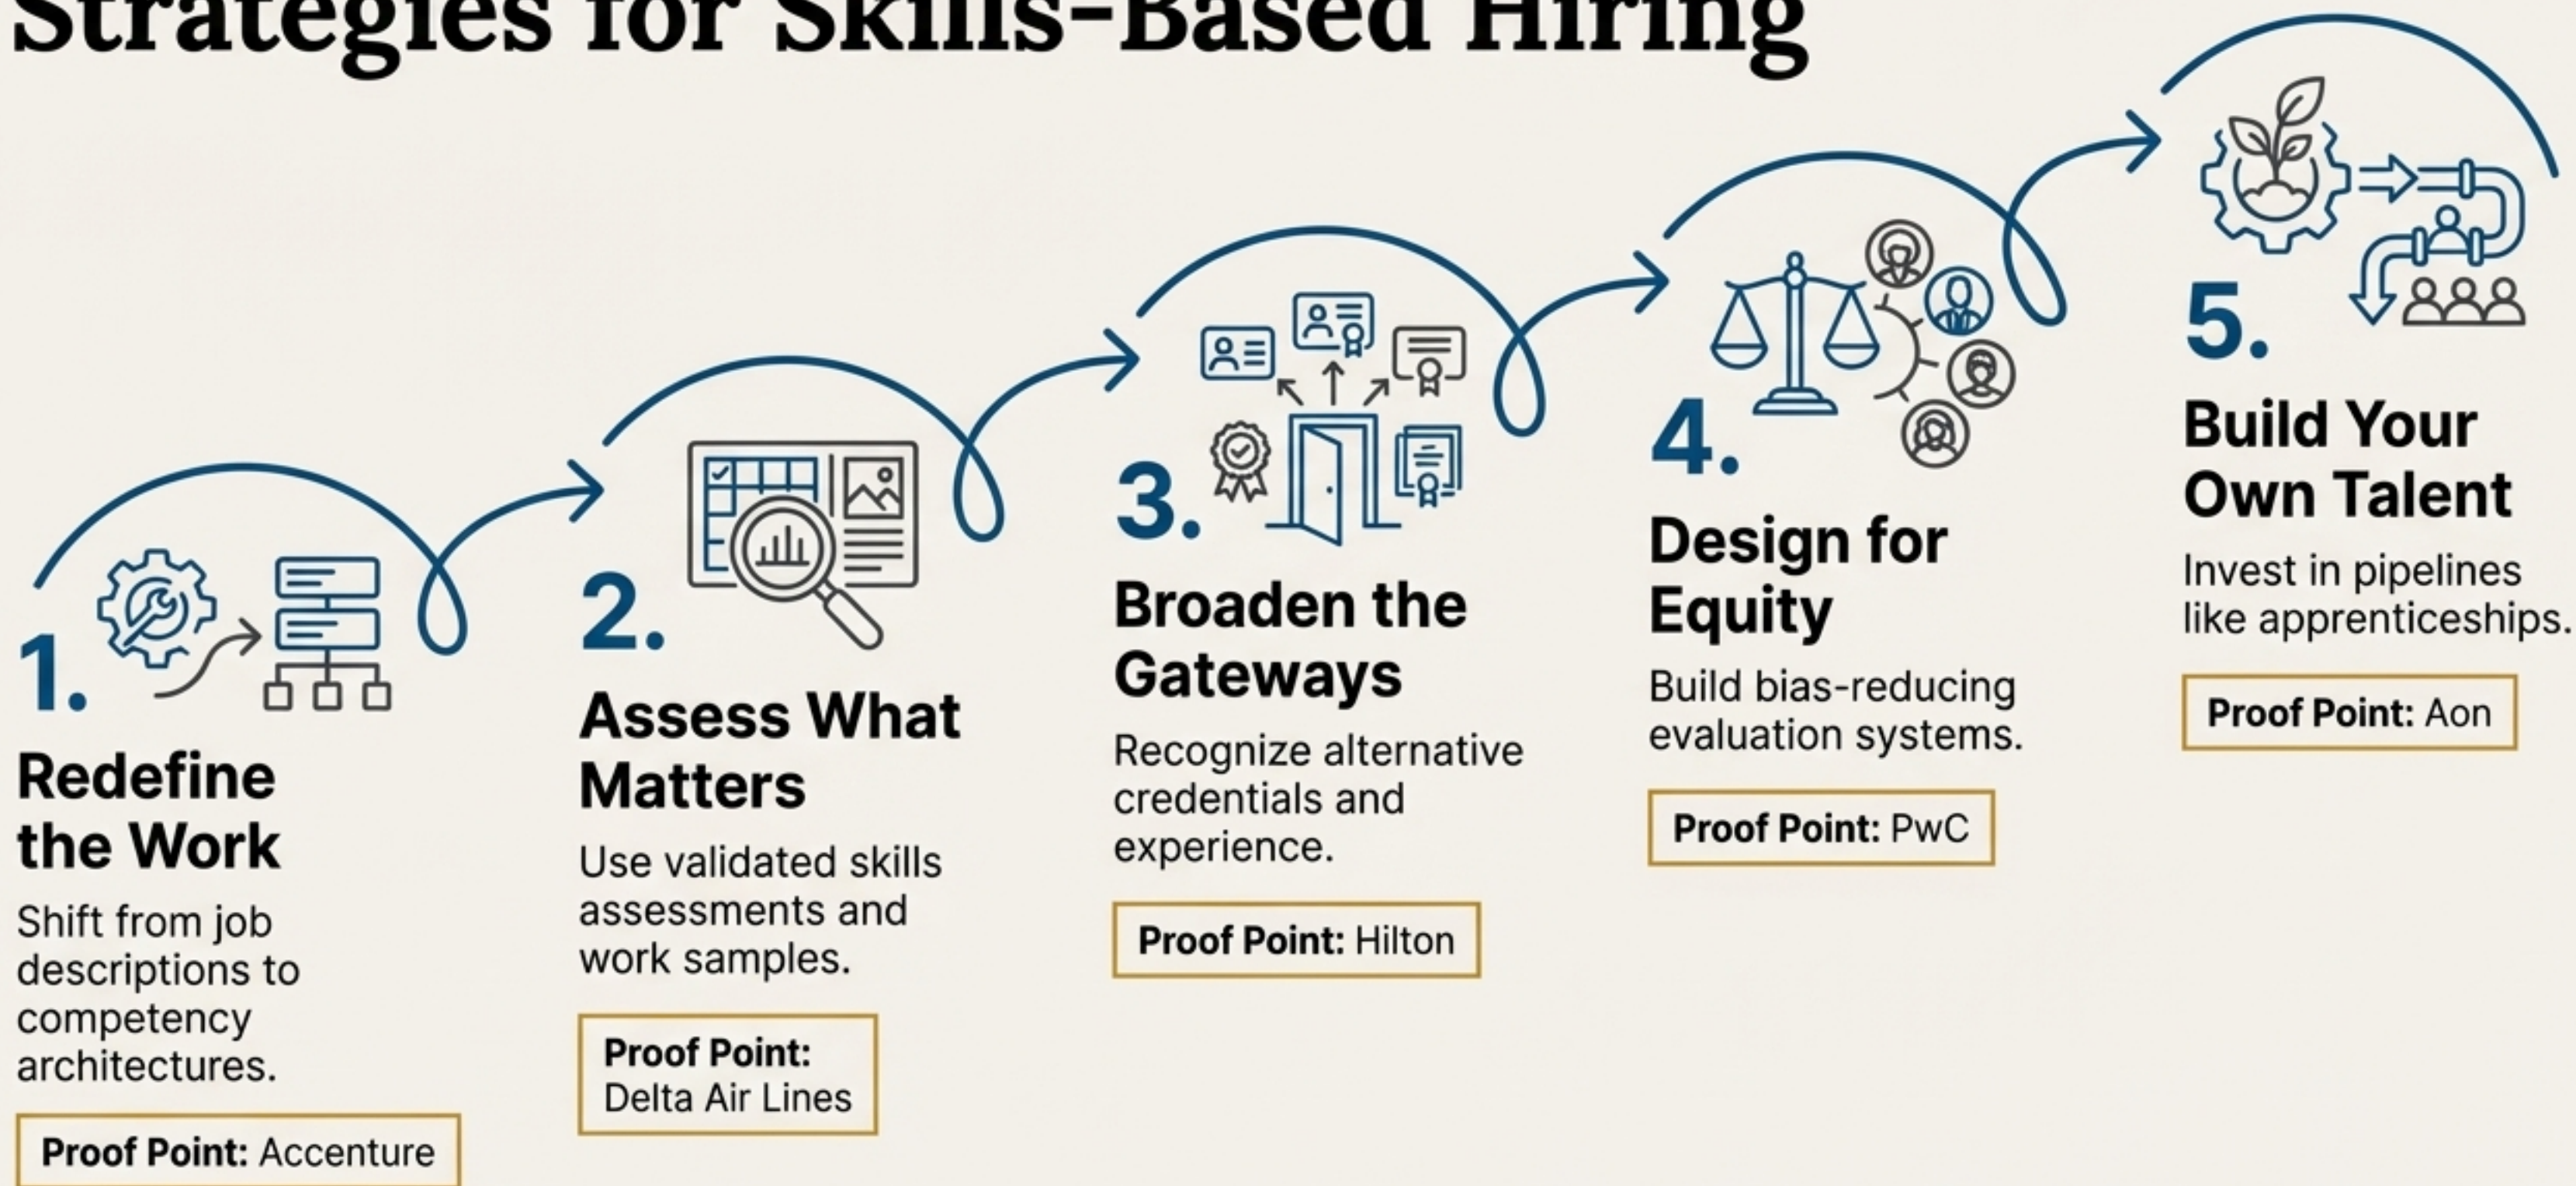 Strategies for Skills-Based Hiring
1.
Redefine
the Work
Shift from job
descriptions to
competency
architectures.
Proof Point: Accenture
2.
Assess What
Matters
Use validated skills
assessments and
work samples.
Proof Point:
Delta Air Lines
3.
Broaden the
Gateways
Recognize alternative
credentials and
experience.
Proof Point: Hilton
4.
Design for
Equity
Build bias-reducing
evaluation systems.
Proof Point: PwC
5.
Build Your
Own Talent
Invest in pipelines
like apprenticeships.
Proof Point: Aon